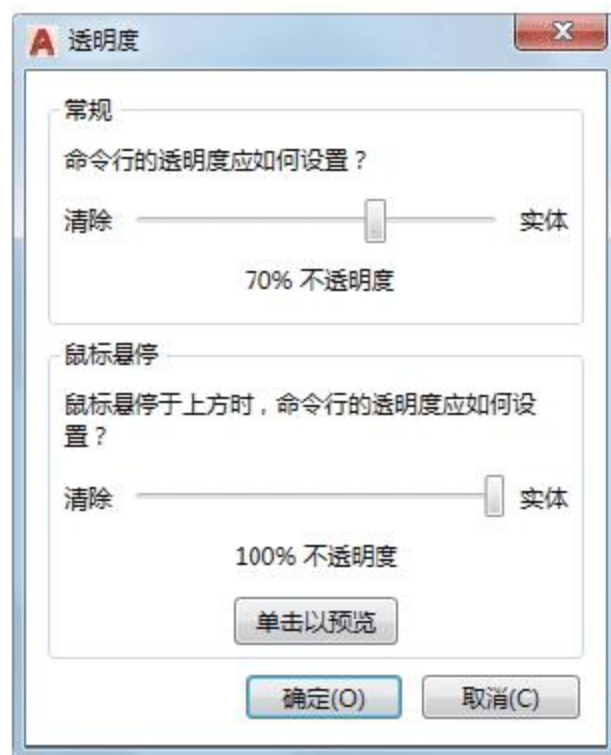 透明度
常规
命令行的透明度应如何设置？
清除
实体
70% 不透明度
鼠标悬停
鼠标悬停于上方时，命令行的透明度应如何设
置？
清除
实体
100% 不透明度
单击以预览
确定(O)
取消(C)